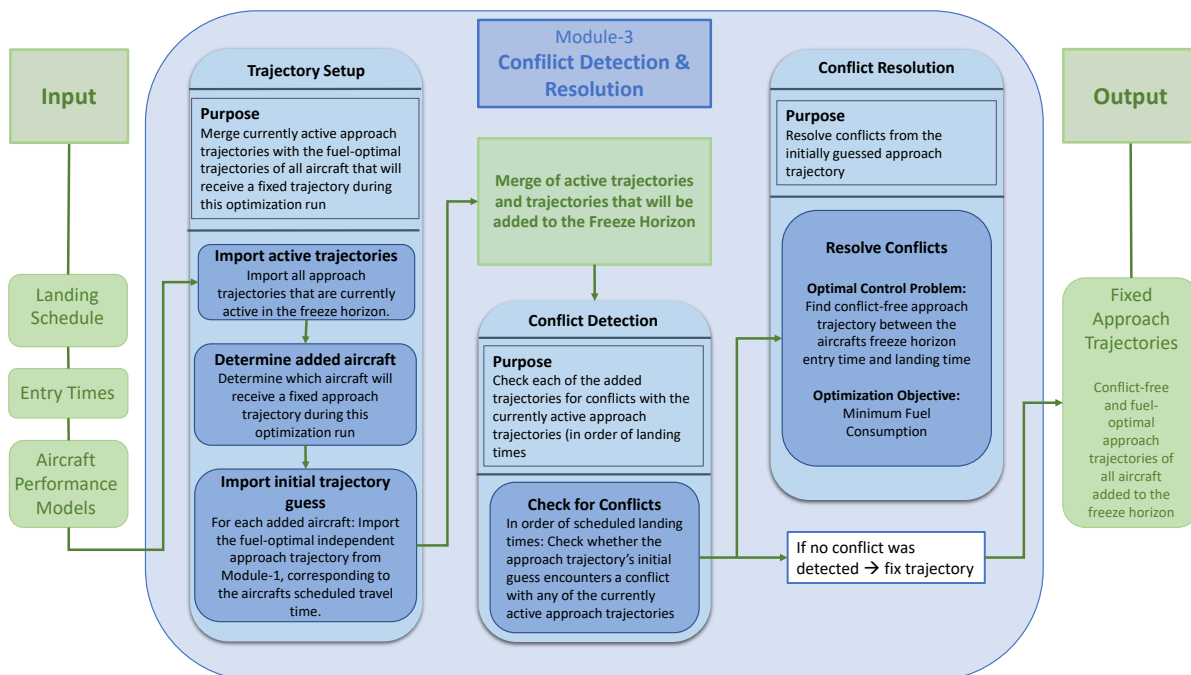 Module-3
Confilict Detection &
Resolution
Input
Landing
Schedule
Entry Times
Aircraft
Performance
Models
Trajectory Setup
Purpose
Merge currently active approach
trajectories with the fuel-optimal
trajectories of all aircraft that will
receive a fixed trajectory during
this optimization run
Import active trajectories
Import all approach
trajectories that are currently
active in the freeze horizon.
Determine added aircraft
Determine which aircraft will
receive a fixed approach
trajectory during this
optimization run
Import initial trajectory
guess
For each added aircraft: Import
the fuel-optimal independent
approach trajectory from
Module-1, corresponding to
the aircrafts scheduled travel
time.
Merge of active trajectories
and trajectories that will be
added to the Freeze Horizon
Conflict Detection
Purpose
Check each of the added
trajectories for conflicts with the
currently active approach
trajectories (in order of landing
times
Check for Conflicts
In order of scheduled landing
times: Check whether the
approach trajectory's initial
guess encounters a conflict
with any of the currently
active approach trajectories
Conflict Resolution
Purpose
Resolve conflicts from the
initially guessed approach
trajectory
Resolve Conflicts
Optimal Control Problem:
Find conflict-free approach
trajectory between the
aircrafts freeze horizon
entry time and landing time
Optimization Objective:
Minimum Fuel
Consumption
If no conflict was
detected → fix trajectory
Output
Fixed
Approach
Trajectories
Conflict-free
and fuel-
optimal
approach
trajectories of
all aircraft
added to the
freeze horizon